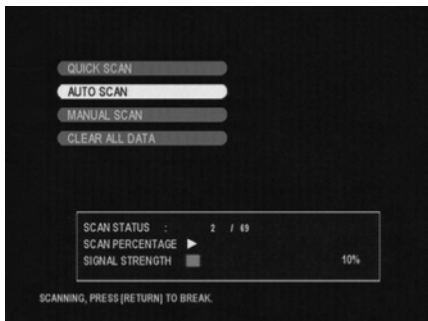 QUICK SCAN
AUTO SCAN
MANUAL SCAN
CLEAR ALL DATA
SCAN STATUS : 2 / 69
SCAN PERCENTAGE
SIGNAL STRENGTH 10%
SCANNING, PRESS [RETURN] TO BREAK.